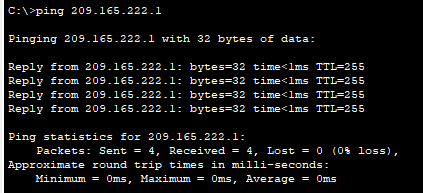 C:\>ping 209.165.222.1
Pinging 209.165.222.1 with 32 bytes of data:
Reply from 209.165.222.1: bytes=32 time<1ms TTL=255
Reply from 209.165.222.1: bytes=32 time<1ms TTL=255
Reply from 209.165.222.1: bytes=32 time<1ms TTL=255
Reply from 209.165.222.1: bytes=32 time<1ms TTL=255
Ping statistics for 209.165.222.1:
Packets: Sent = 4, Received = 4, Lost = 0 (0% loss),
Approximate round trip times in milli-seconds:
Minimum = 0ms, Maximum = 0ms, Average = 0ms